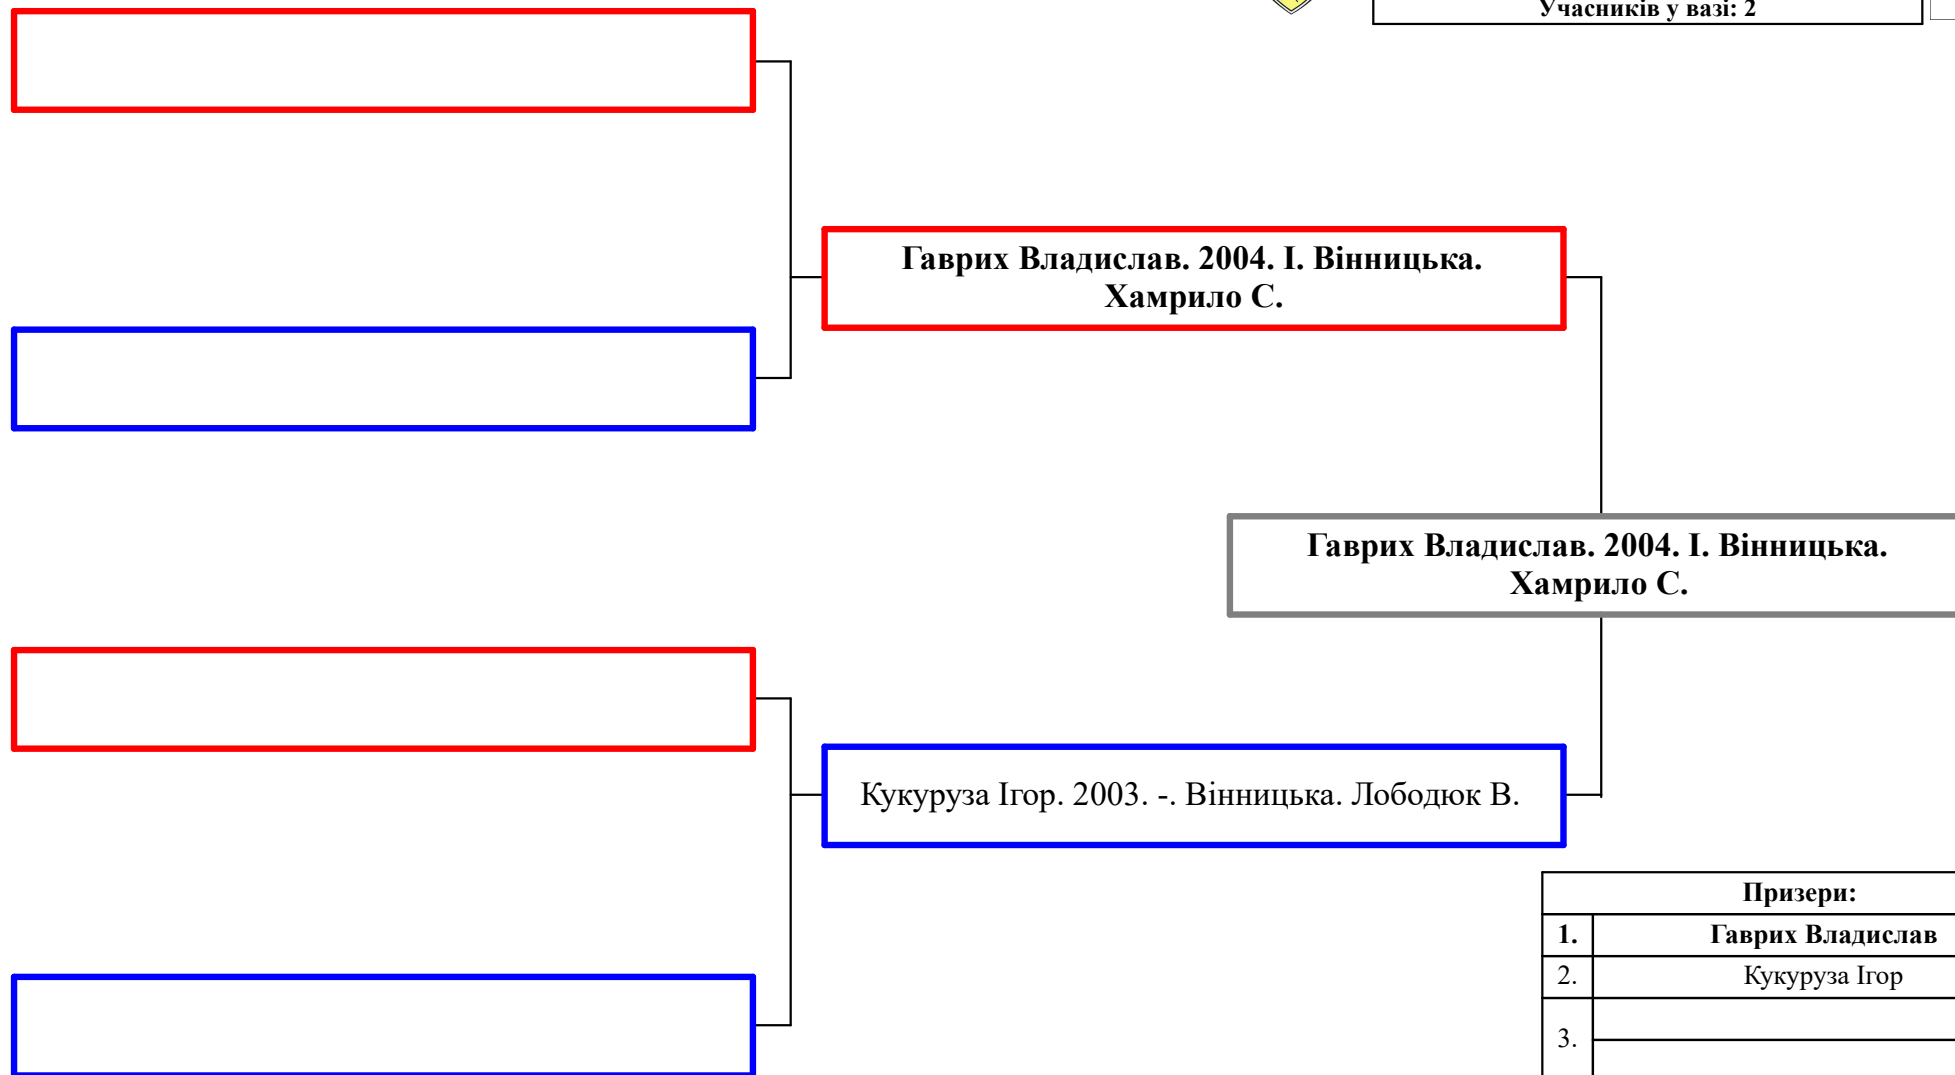 Учасників у вазі: 2
Гаврих Владислав. 2004. І. Вінницька.
Хамрило С.
Гаврих Владислав. 2004. І. Вінницька.
Хамрило С.
Кукуруза Ігор. 2003. -. Вінницька. Лободюк В.
Призери:
1. Гаврих Владислав
2. Кукуруза Ігор
3.